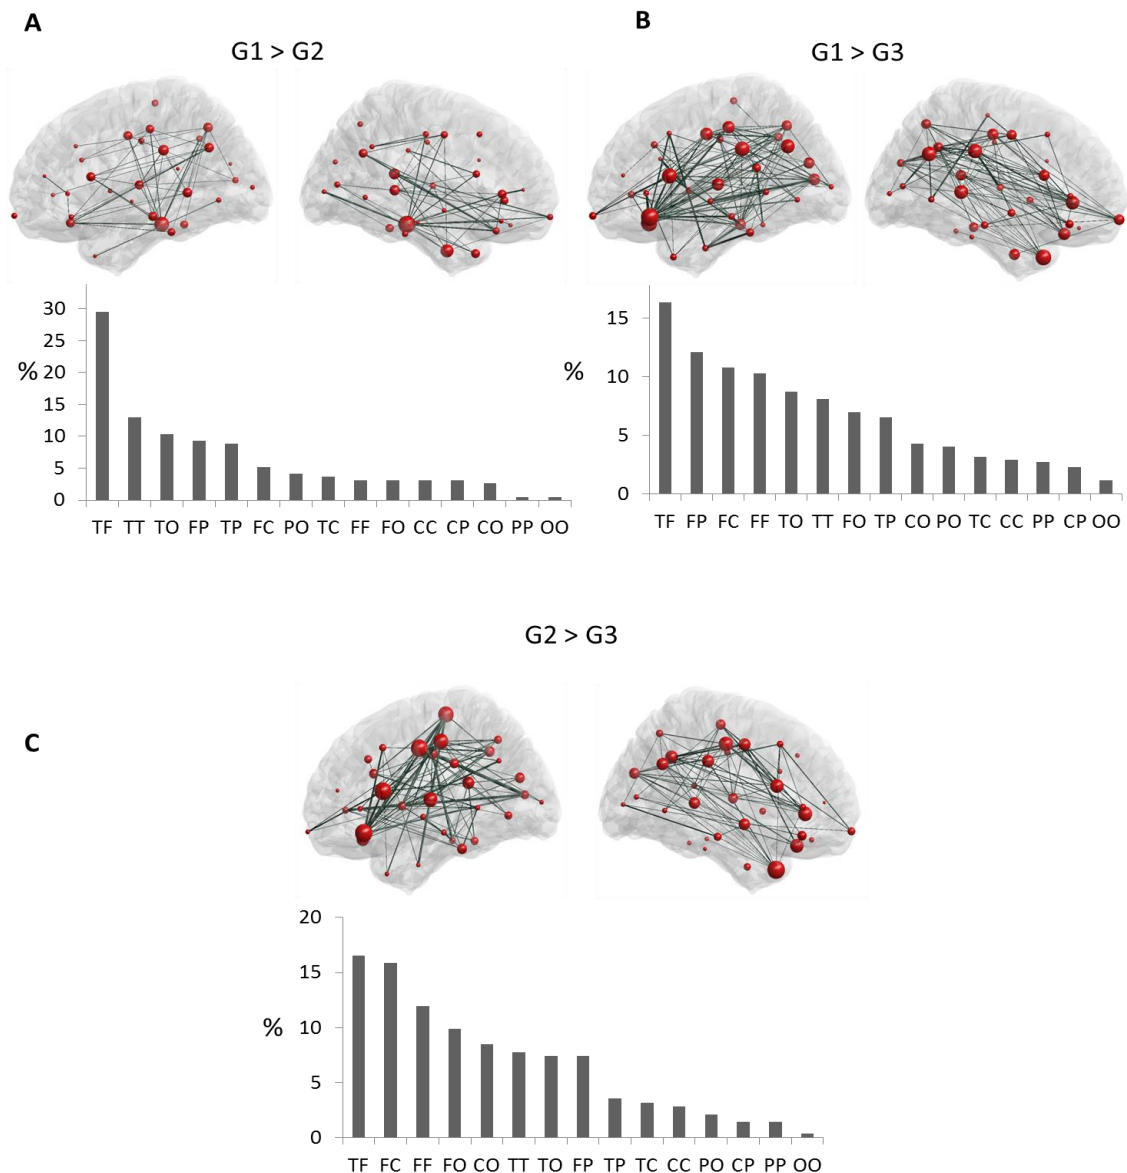 A
G1 > G2
30
25
20
15
10
5
0
%
TF TT TO FP TP FC PO TC FF FO CC CP CO PP OO
B
G1 > G3
15
10
5
0
%
TF FP FC FF TO TT FO TP CO PO TC CC PP CP OO
G2 > G3
C
20
15
10
5
0
%
TF FC FF FO CO TT TO FP TP TC CC PO CP PP OO